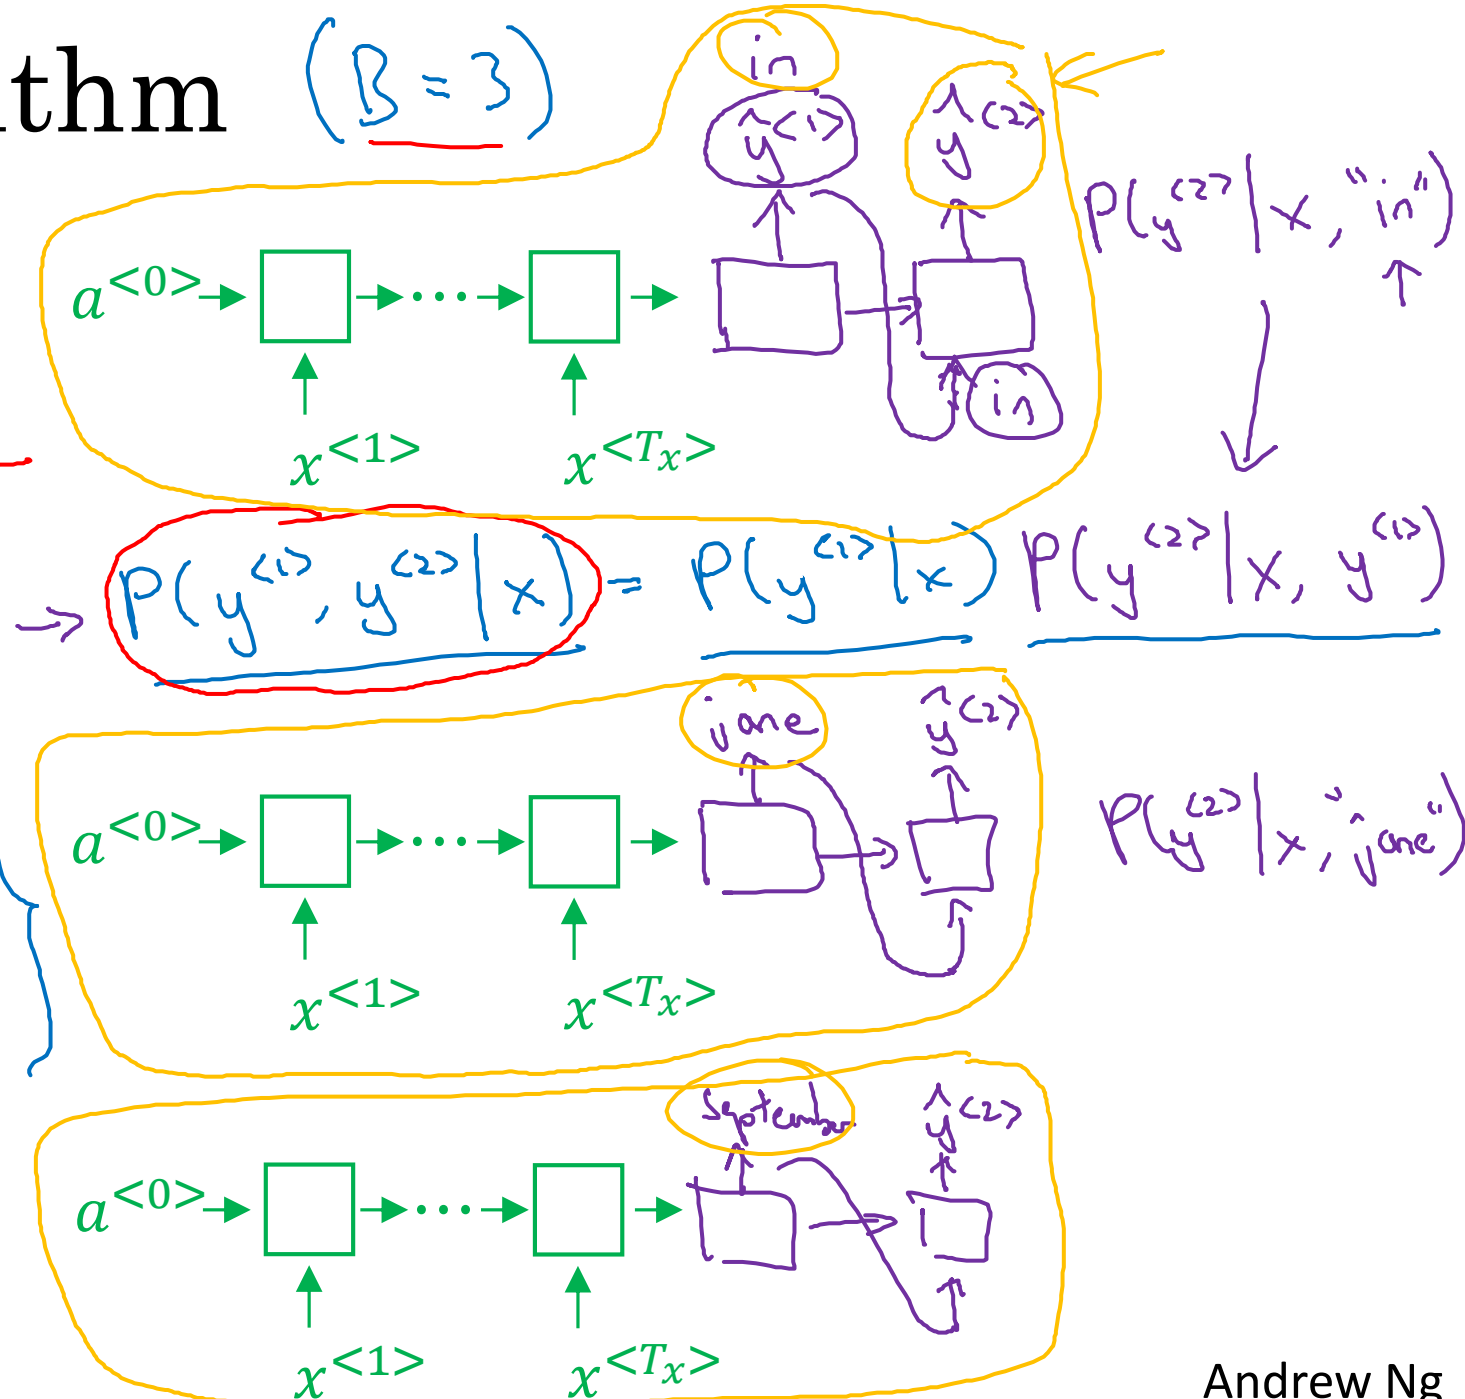 ithm (B = 3)
in
ŷ<1> ŷ<2>
P(y<2> | x, "in")
a<0> ...
in
x<1> x<Tx>
P(y<1>, y<2> | x) = P(y<1> | x) P(y<2> | x, y<1>)
jane ŷ<2>
a<0> ...
P(y<2> | x, "jane")
x<1> x<Tx>
September ŷ<2>
a<0> ...
x<1> x<Tx>
Andrew Ng